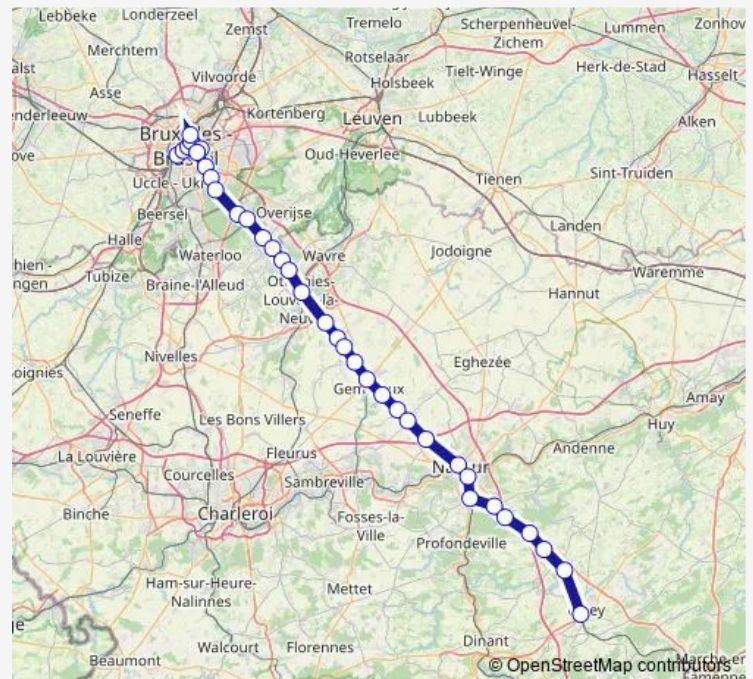 Lebbeke
Londerzeel
Zemst
Tremelo
Scherpenheuvel-
Zichem
Lummen
Zonhov
Merchtem
Rotselaar
alst
Vilvoorde
Holsbeek
Tielt-Winge
Herk-de-Stad
Hasselt
Asse
enderleeuw
Kortenberg
Leuven
Lubbeek
Alken
ove
Oud-Heverlee
Tienen
Sint-Truiden
Beersel
Overijse
Landen
Halle
Waterloo
Wavre
Jodoigne
hien -
ngen
Tubize
Braine-l'Alleud
Waremme
Hannut
Nivelles
oignies
Eghezée
Amay
Seneffe
Les Bons Villers
Huy
La Louvière
Fleurus
Andenne
Courcelles
Sambreville
Binche
Charleroi
Fosses-la-
Ville
Profondeville
Ham-sur-Heure-
Nalinnes
Mettet
Walcourt
Florennes
Dinant
Beaumont
© OpenStreetMap contributors